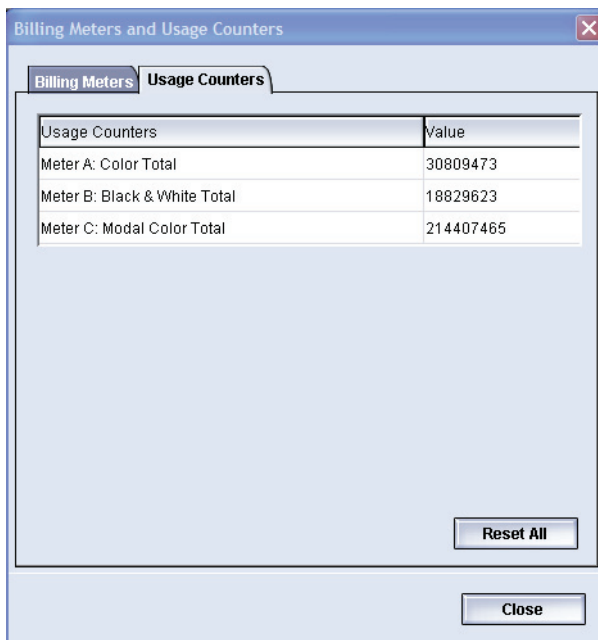 Billing Meters and Usage Counters
Billing Meters Usage Counters
Usage Counters Value
Meter A: Color Total 30809473
Meter B: Black & White Total 18829623
Meter C: Modal Color Total 214407465
Reset All
Close